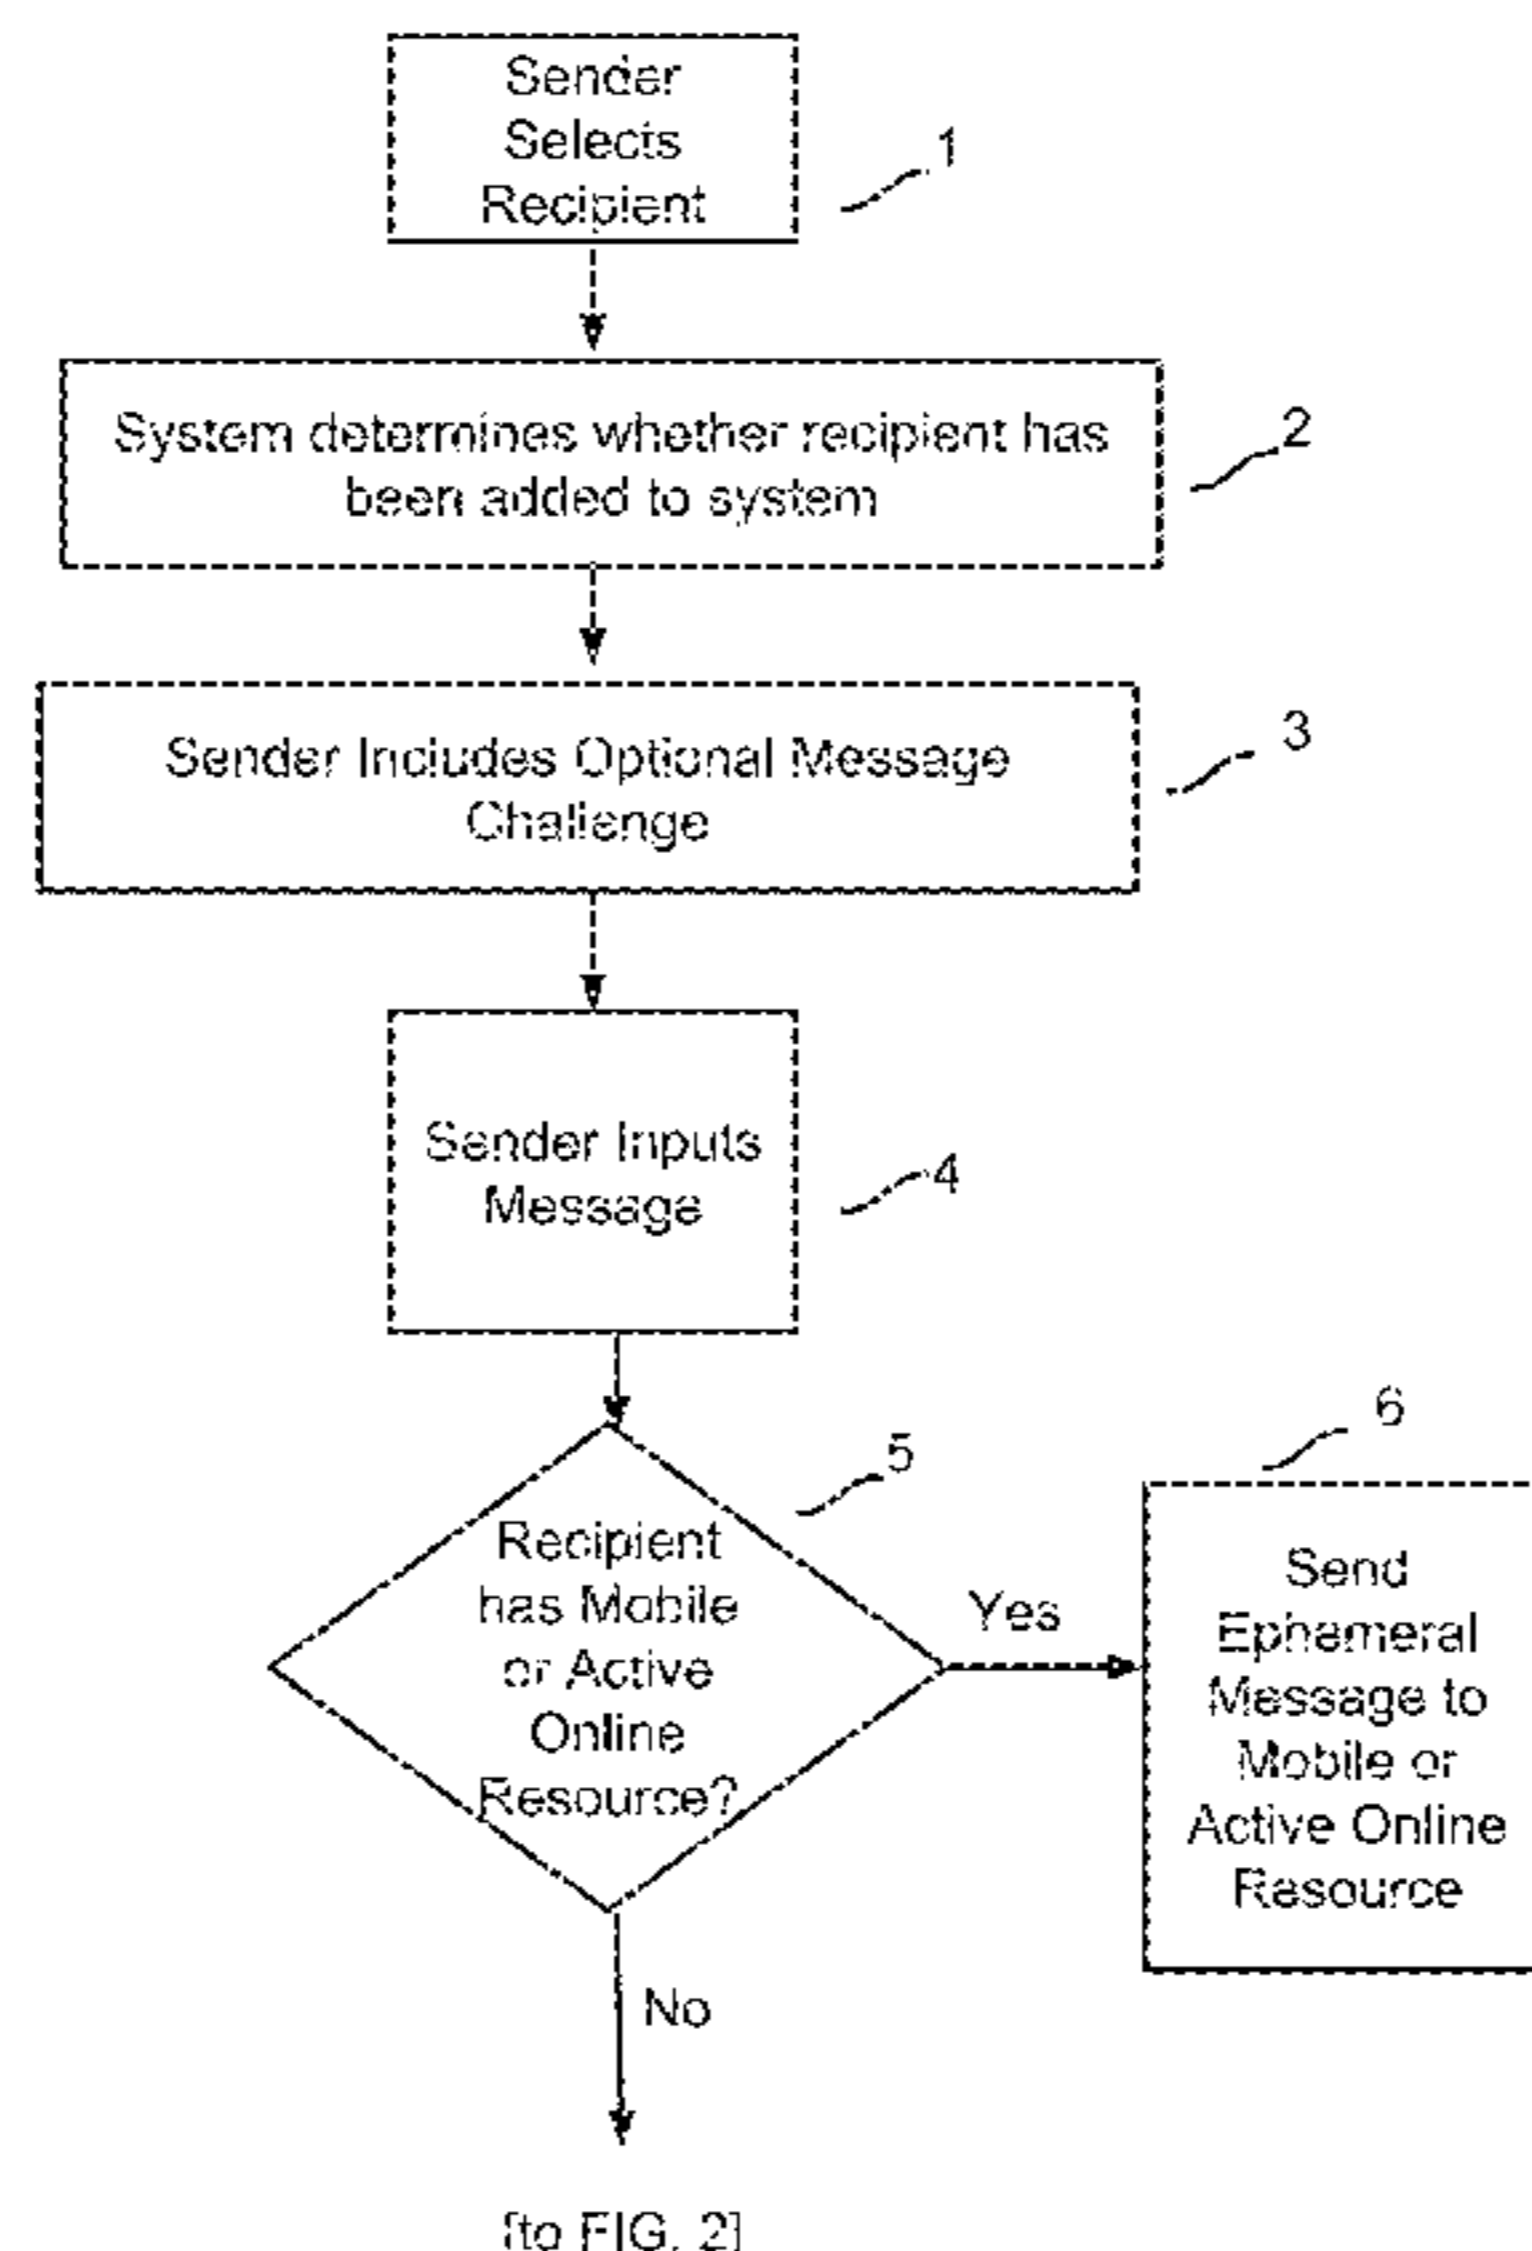 Sender
Selects
Recipient
1
System determines whether recipient has
been added to system
2
Sender Includes Optional Message
Challenge
3
Sender Inputs
Message
4
5
Recipient
has Mobile
or Active
Online
Resource?
Yes
6
Send
Ephemeral
Message to
Mobile or
Active Online
Resource
No
[to FIG. 2]